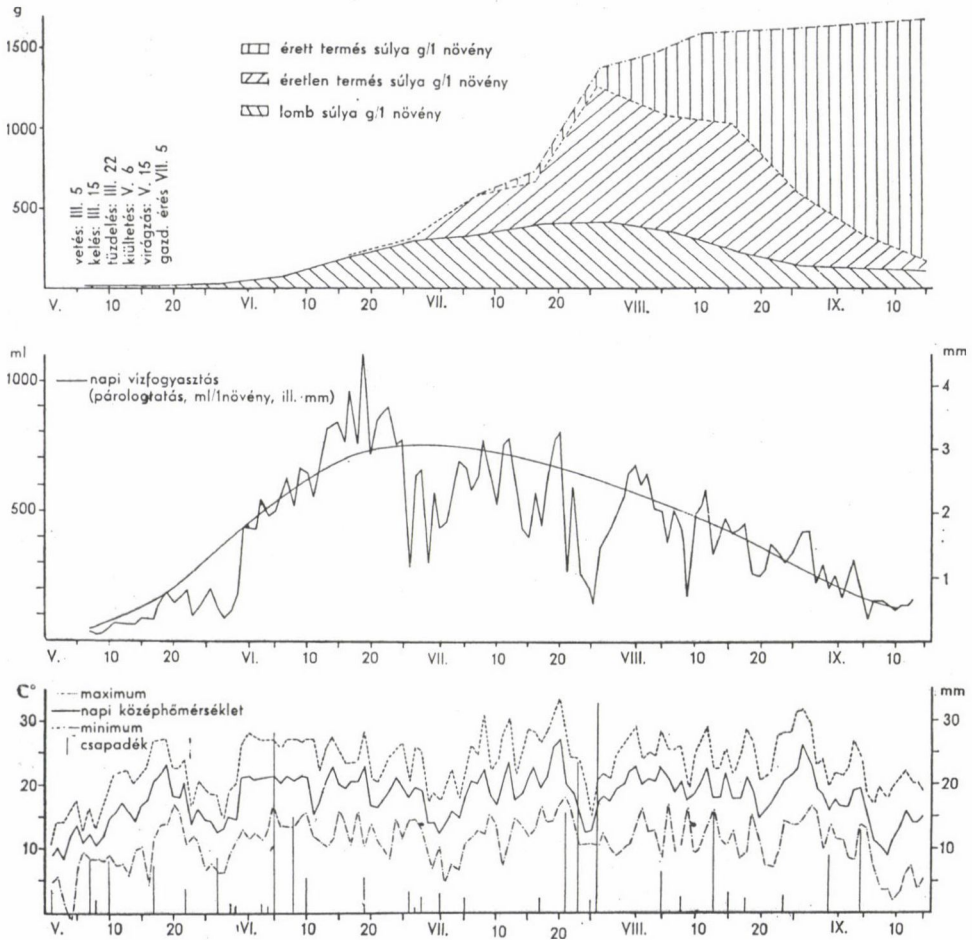 g
1500
1000
500
érett termés súlya g/1 növény
éretlen termés súlya g/1 növény
lomb súlya g/1 növény
vetés: III. 5
kelés: III. 15
tűzdelés: III. 22
kiültetés: V. 6
virágzás: V. 15
gazd. érés VII. 5
V. 10 20 VI. 10 20 VII. 10 20 VIII. 10 20 IX. 10
ml
mm
1000
500
4
3
2
1
napi vízfogyasztás
(párologtatás, ml/1növény, ill. mm)
V. 10 20 VI. 10 20 VII. 10 20 VIII. 10 20 IX. 10
C°
mm
30
20
10
30
20
10
maximum
napi középhőmérséklet
minimum
csapadék
V. 10 20 VI. 10 20 VII. 10 20 VIII. 10 20 IX. 10